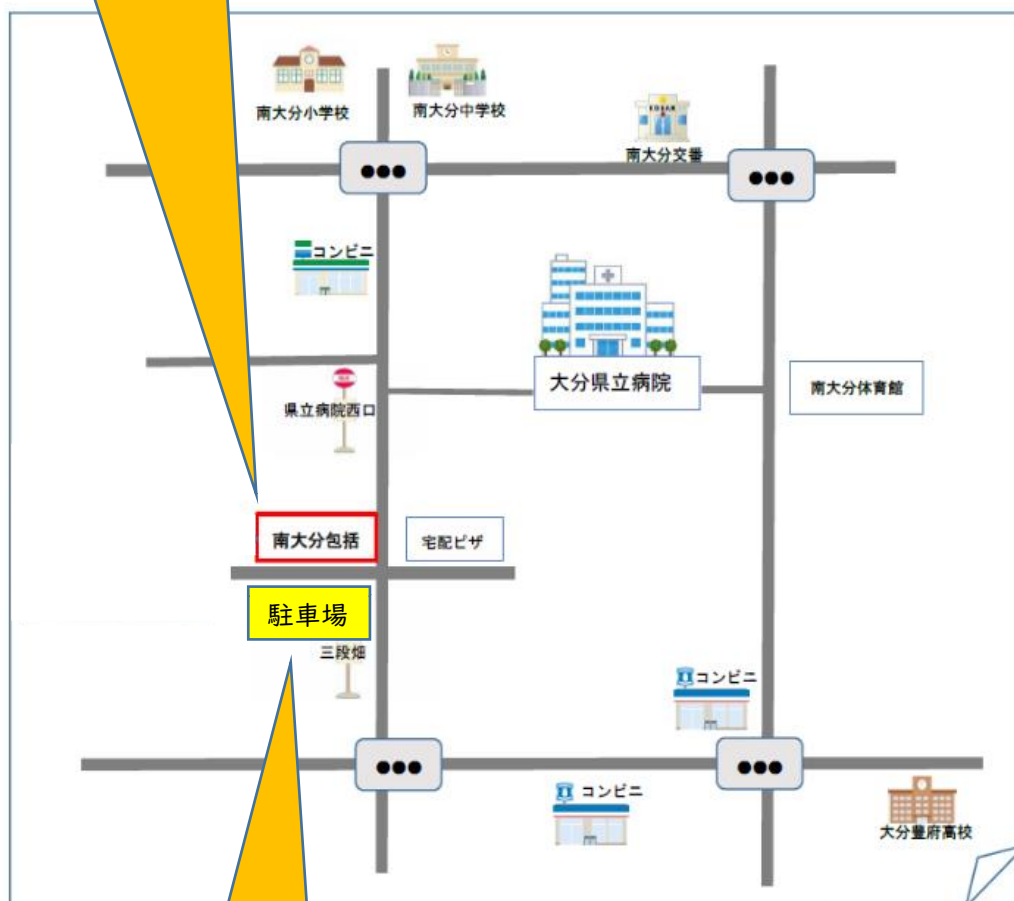 南大分小学校
南大分中学校
KOBAN
南大分交番
コンビニ
大分県立病院
南大分体育館
県立病院西口
南大分包括
宅配ピザ
駐車場
三段畑
コンビニ
コンビニ
大分豊府高校